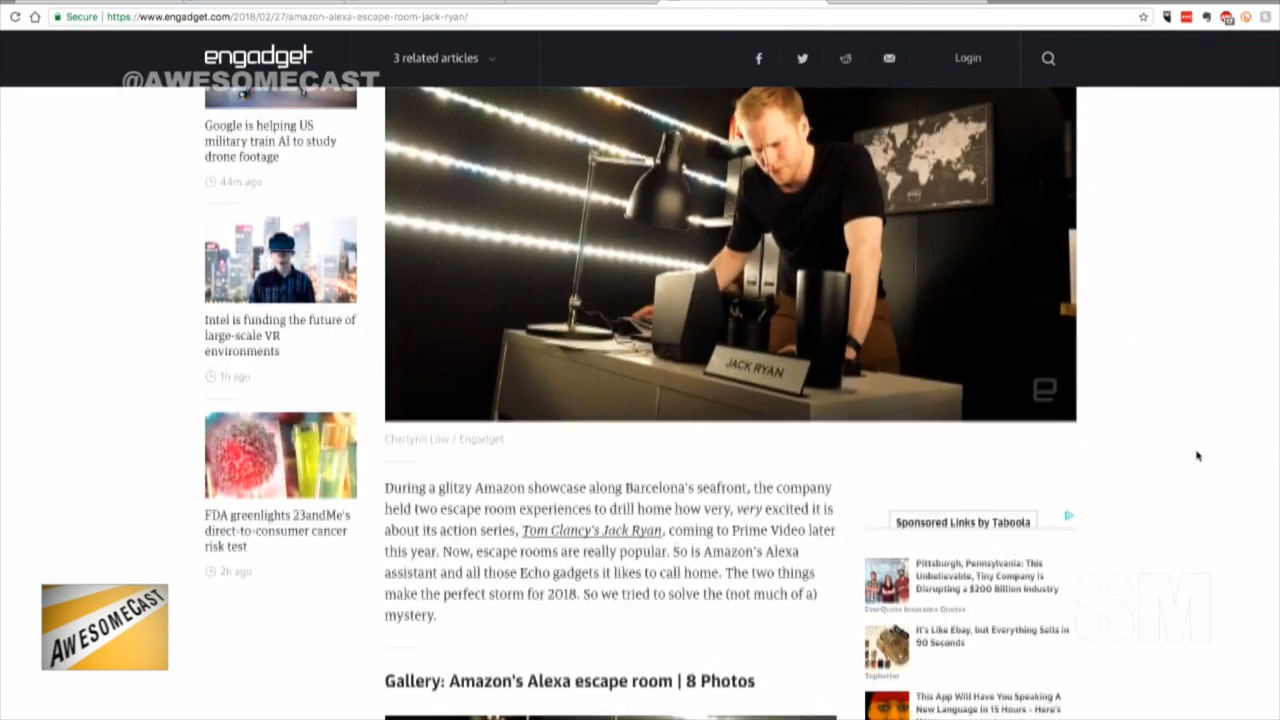 Secure | https://www.engadget.com/2018/02/27/amazon-alexa-escape-room-jack-ryan/
engadget
3 related articles
Login
@AWESOMECAST
Google is helping US
military train AI to study
drone footage
44m ago
Intel is funding the future of
large-scale VR
environments
1h ago
FDA greenlights 23andMe's
direct-to-consumer cancer
risk test
2h ago
AWESOMECAST
JACK RYAN
Cherlynn Low / Engadget
During a glitzy Amazon showcase along Barcelona's seafront, the company
held two escape room experiences to drill home how very, very excited it is
about its action series, Tom Clancy's Jack Ryan, coming to Prime Video later
this year. Now, escape rooms are really popular. So is Amazon's Alexa
assistant and all those Echo gadgets it likes to call home. The two things
make the perfect storm for 2018. So we tried to solve the (not much of a)
mystery.
Gallery: Amazon's Alexa escape room | 8 Photos
Sponsored Links by Taboola
Pittsburgh, Pennsylvania: This
Unbelievable, Tiny Company Is
Disrupting a $200 Billion Industry
EverQuote Insurance Quotes
It's Like Ebay, but Everything Sells in
90 Seconds
Tophatter
This App Will Have You Speaking A
New Language in 15 Hours - Here's
SM